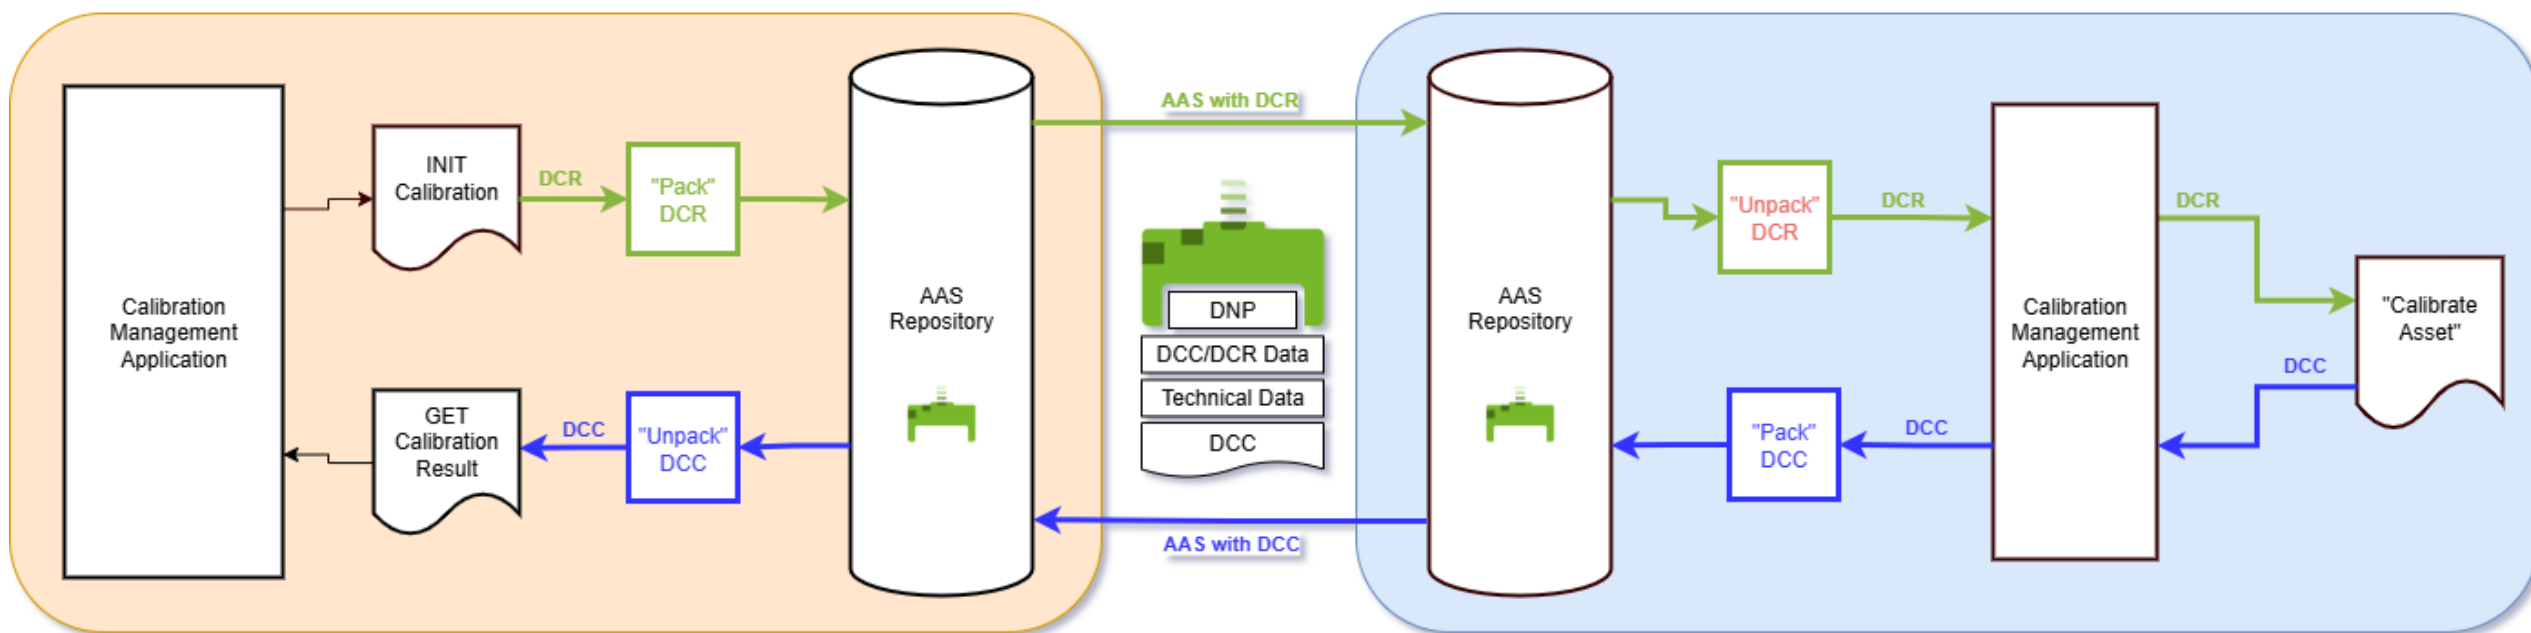 Calibration
Management
Application
INIT
Calibration
DCR
"Pack"
DCR
GET
Calibration
Result
DCC
"Unpack"
DCC
AAS
Repository
AAS with DCR
DNP
DCC/DCR Data
Technical Data
DCC
AAS with DCC
AAS
Repository
"Unpack"
DCR
DCR
"Pack"
DCC
DCC
Calibration
Management
Application
DCR
"Calibrate
Asset"
DCC